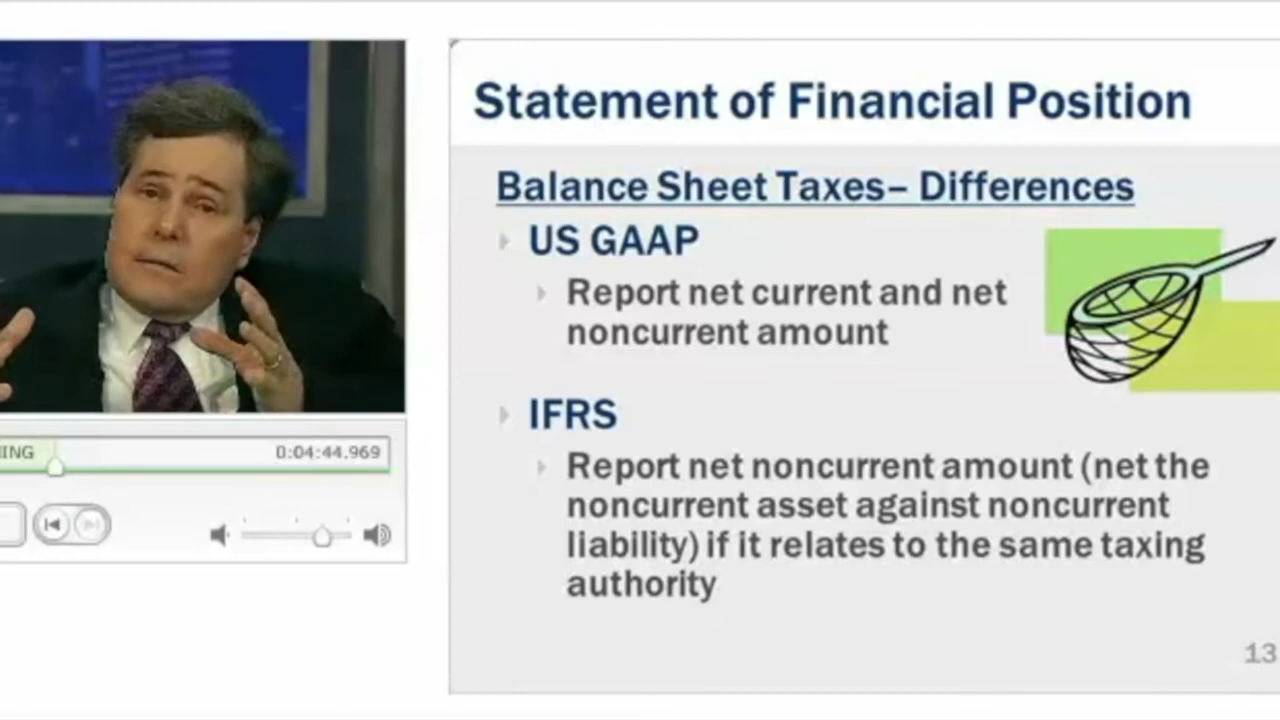 Statement of Financial Position
Balance Sheet Taxes– Differences
US GAAP
Report net current and net
noncurrent amount
IFRS
Report net noncurrent amount (net the
noncurrent asset against noncurrent
liability) if it relates to the same taxing
authority
13
ING
0:04:44.969